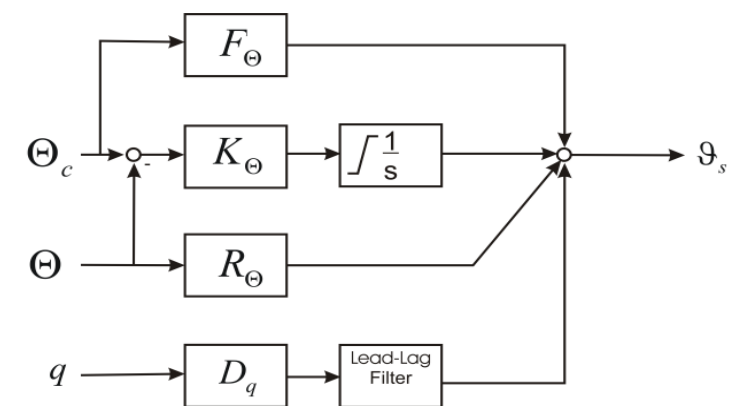 F_Θ
Θ_c
-
K_Θ
1/s
ϑ_s
Θ
R_Θ
q
D_q
Lead-Lag
Filter